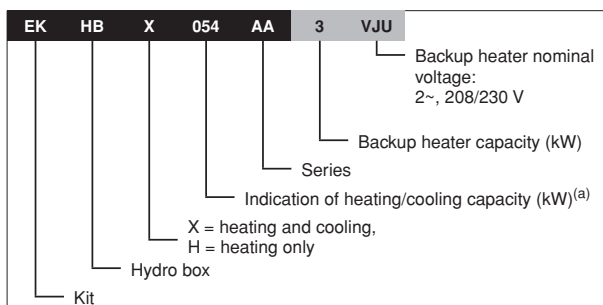 EK HB X 054 AA 3 VJU
Backup heater nominal
voltage:
2~, 208/230 V
Backup heater capacity (kW)
Series
Indication of heating/cooling capacity (kW)(a)
X = heating and cooling,
H = heating only
Hydro box
Kit